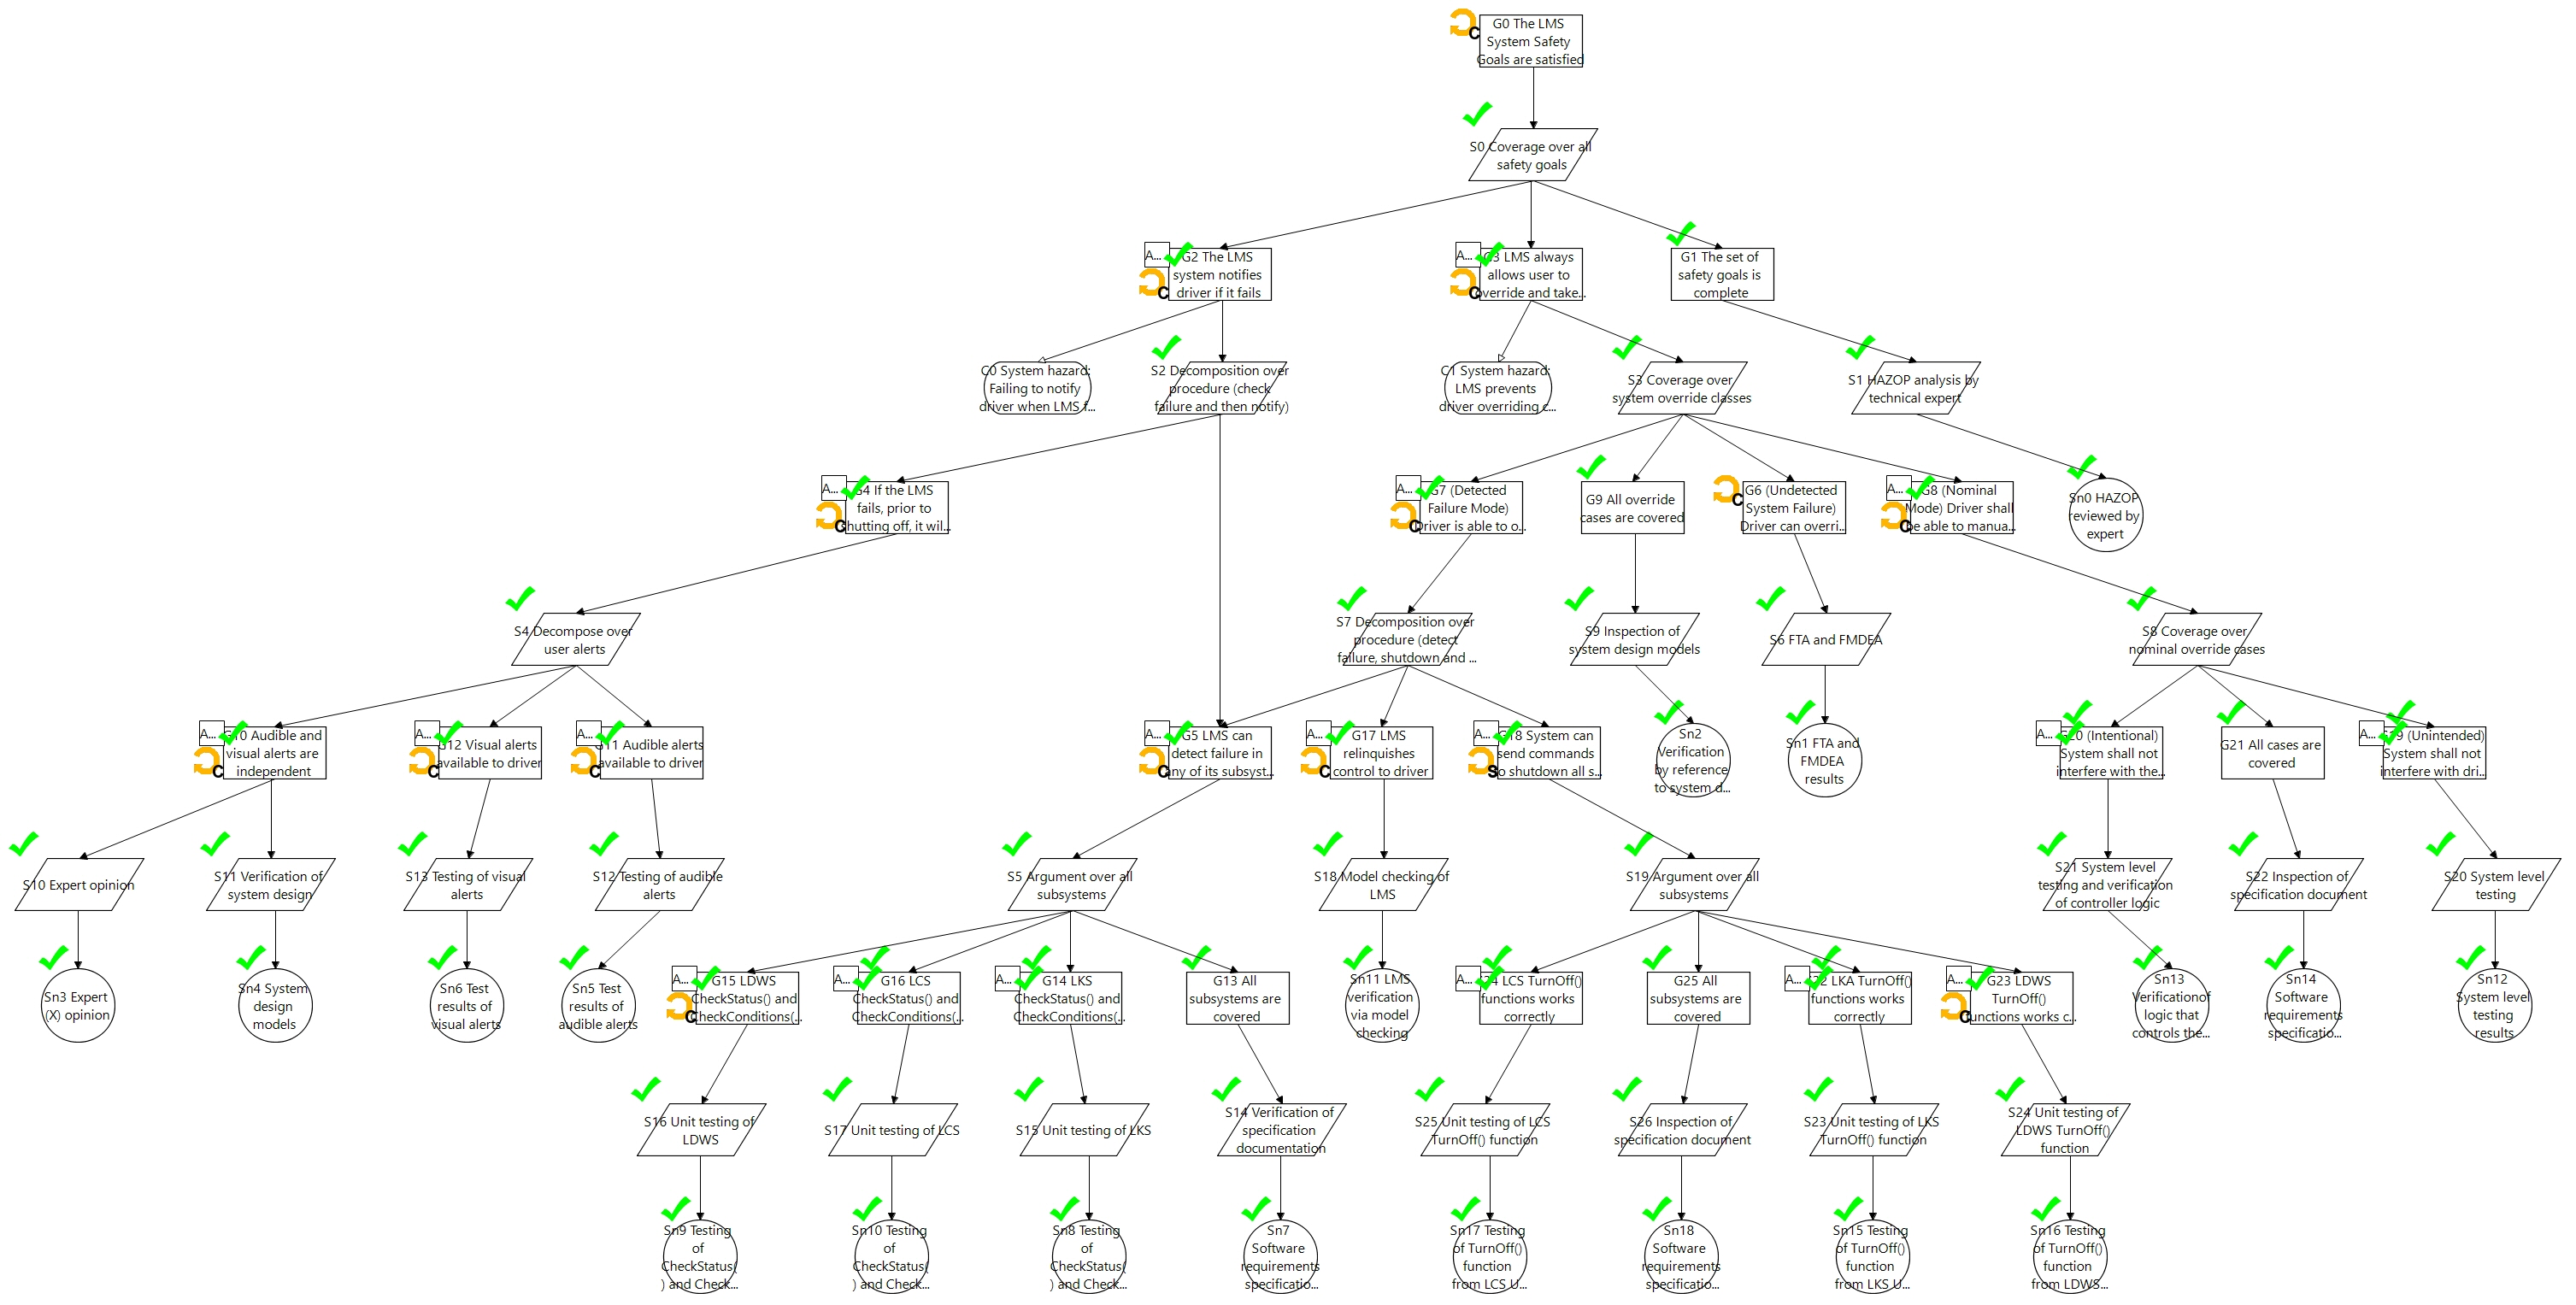 G0 The LMS
System Safety
Goals are satisfied
C
S0 Coverage over all
safety goals
A...
G2 The LMS
system notifies
driver if it fails
C
A...
G3 LMS always
allows user to
override and take...
C
G1 The set of
safety goals is
complete
C0 System hazard:
Failing to notify
driver when LMS f...
S2 Decomposition over
procedure (check
failure and then notify)
C1 System hazard:
LMS prevents
driver overriding c...
S3 Coverage over
system override classes
S1 HAZOP analysis by
technical expert
A...
G4 If the LMS
fails, prior to
shutting off, it wil...
C
A...
G7 (Detected
Failure Mode)
Driver is able to o...
C
G9 All override
cases are covered
G6 (Undetected
System Failure)
Driver can overri...
C
A...
G8 (Nominal
Mode) Driver shall
be able to manua...
C
Sn0 HAZOP
reviewed by
expert
S4 Decompose over
user alerts
S7 Decomposition over
procedure (detect
failure, shutdown and ...
S9 Inspection of
system design models
S6 FTA and FMDEA
S8 Coverage over
nominal override cases
A...
G10 Audible and
visual alerts are
independent
C
A...
G12 Visual alerts
available to driver
C
A...
G11 Audible alerts
available to driver
C
A...
G5 LMS can
detect failure in
any of its subsyst...
C
A...
G17 LMS
relinquishes
control to driver
C
A...
G18 System can
send commands
to shutdown all s...
S
Sn2
Verification
by reference
to system d...
Sn1 FTA and
FMDEA
results
A...
G20 (Intentional)
System shall not
interfere with the...
G21 All cases are
covered
A...
G19 (Unintended)
System shall not
interfere with dri...
S10 Expert opinion
S11 Verification of
system design
S13 Testing of visual
alerts
S12 Testing of audible
alerts
S5 Argument over all
subsystems
S18 Model checking of
LMS
S19 Argument over all
subsystems
S21 System level
testing and verification
of controller logic
S22 Inspection of
specification document
S20 System level
testing
Sn3 Expert
(X) opinion
Sn4 System
design
models
Sn6 Test
results of
visual alerts
Sn5 Test
results of
audible alerts
A...
G15 LDWS
CheckStatus() and
CheckConditions(...
C
A...
G16 LCS
CheckStatus() and
CheckConditions(...
A...
G14 LKS
CheckStatus() and
CheckConditions(...
G13 All
subsystems are
covered
Sn11 LMS
verification
via model
checking
A...
G24 LCS TurnOff()
functions works
correctly
G25 All
subsystems are
covered
A...
G22 LKA TurnOff()
functions works
correctly
A...
G23 LDWS
TurnOff()
functions works c...
C
Sn13
Verificationof
logic that
controls the...
Sn14
Software
requirements
specificatio...
Sn12
System level
testing
results
S16 Unit testing of
LDWS
S17 Unit testing of LCS
S15 Unit testing of LKS
S14 Verification of
specification
documentation
S25 Unit testing of LCS
TurnOff() function
S26 Inspection of
specification document
S23 Unit testing of LKS
TurnOff() function
S24 Unit testing of
LDWS TurnOff()
function
Sn9 Testing
of
CheckStatus(
) and Check...
Sn10 Testing
of
CheckStatus(
) and Check...
Sn8 Testing
of
CheckStatus(
) and Check...
Sn7
Software
requirements
specificatio...
Sn17 Testing
of TurnOff()
function
from LCS U...
Sn18
Software
requirements
specificatio...
Sn15 Testing
of TurnOff()
function
from LKS U...
Sn16 Testing
of TurnOff()
function
from LDWS...